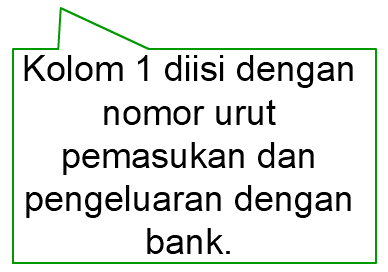 Kolom 1 diisi dengan
nomor urut
pemasukan dan
pengeluaran dengan
bank.